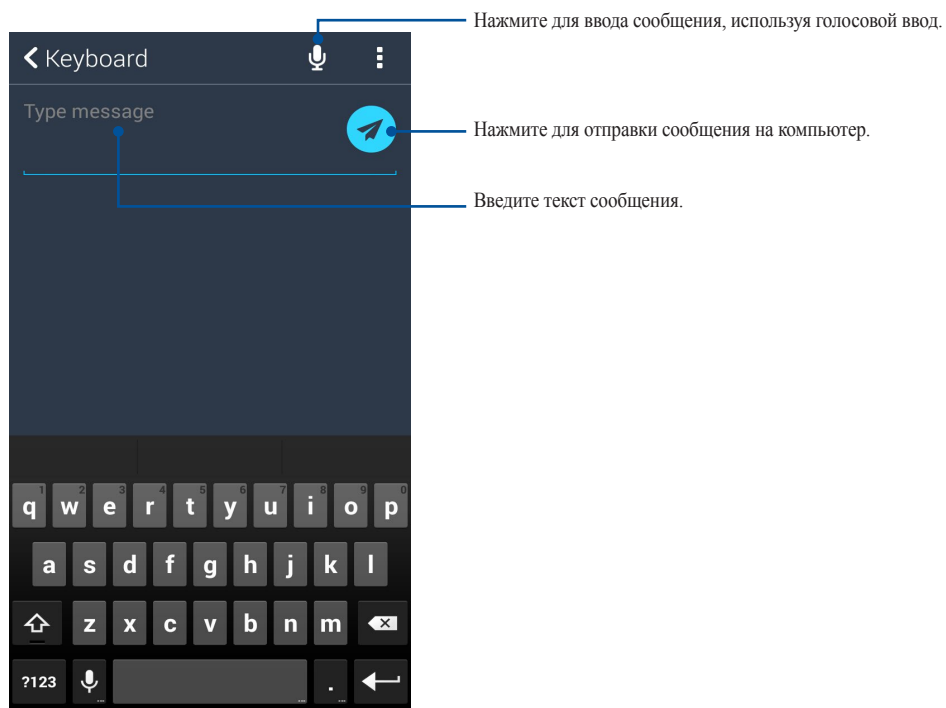 Нажмите для ввода сообщения, используя голосовой ввод.
Keyboard
Type message
Нажмите для отправки сообщения на компьютер.
Введите текст сообщения.
1 2 3 4 5 6 7 8 9 0
q w e r t y u i o p
a s d f g h j k l
z x c v b n m
?123 ... ... . ...